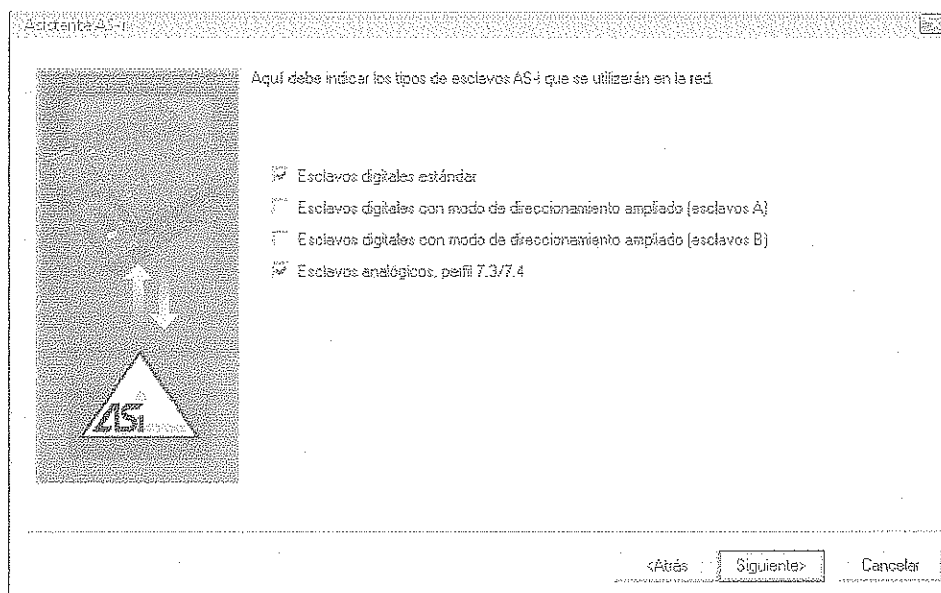 Asistente AS-i
Aquí debe indicar los tipos de esclavos AS-i que se utilizarán en la red.
Esclavos digitales estándar
Esclavos digitales con modo de direccionamiento ampliado (esclavos A)
Esclavos digitales con modo de direccionamiento ampliado (esclavos B)
Esclavos analógicos, perfil 7.3/7.4
ASi
<Atrás
Siguiente>
Cancelar